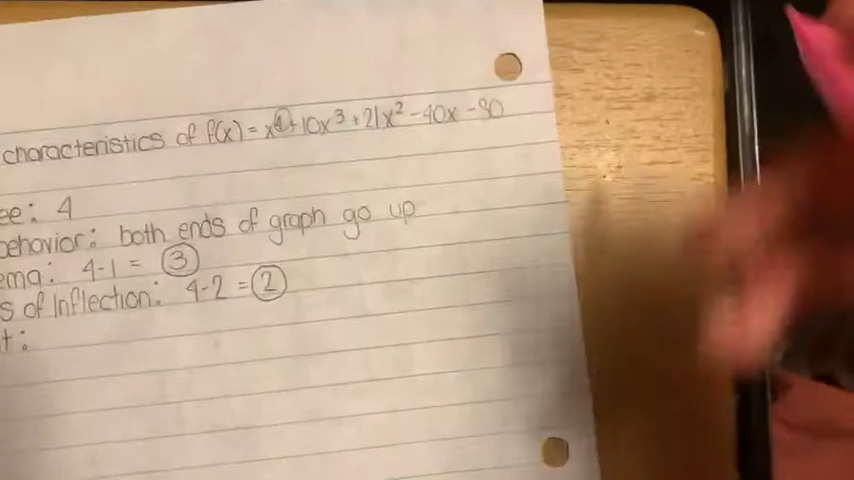 characteristics of f(x) = x⁴+10x³ + 21x² - 40x - 80
ee: 4
behavior: both ends of graph go up
ema: 4-1 = 3
s of Inflection: 4-2 = 2
t: